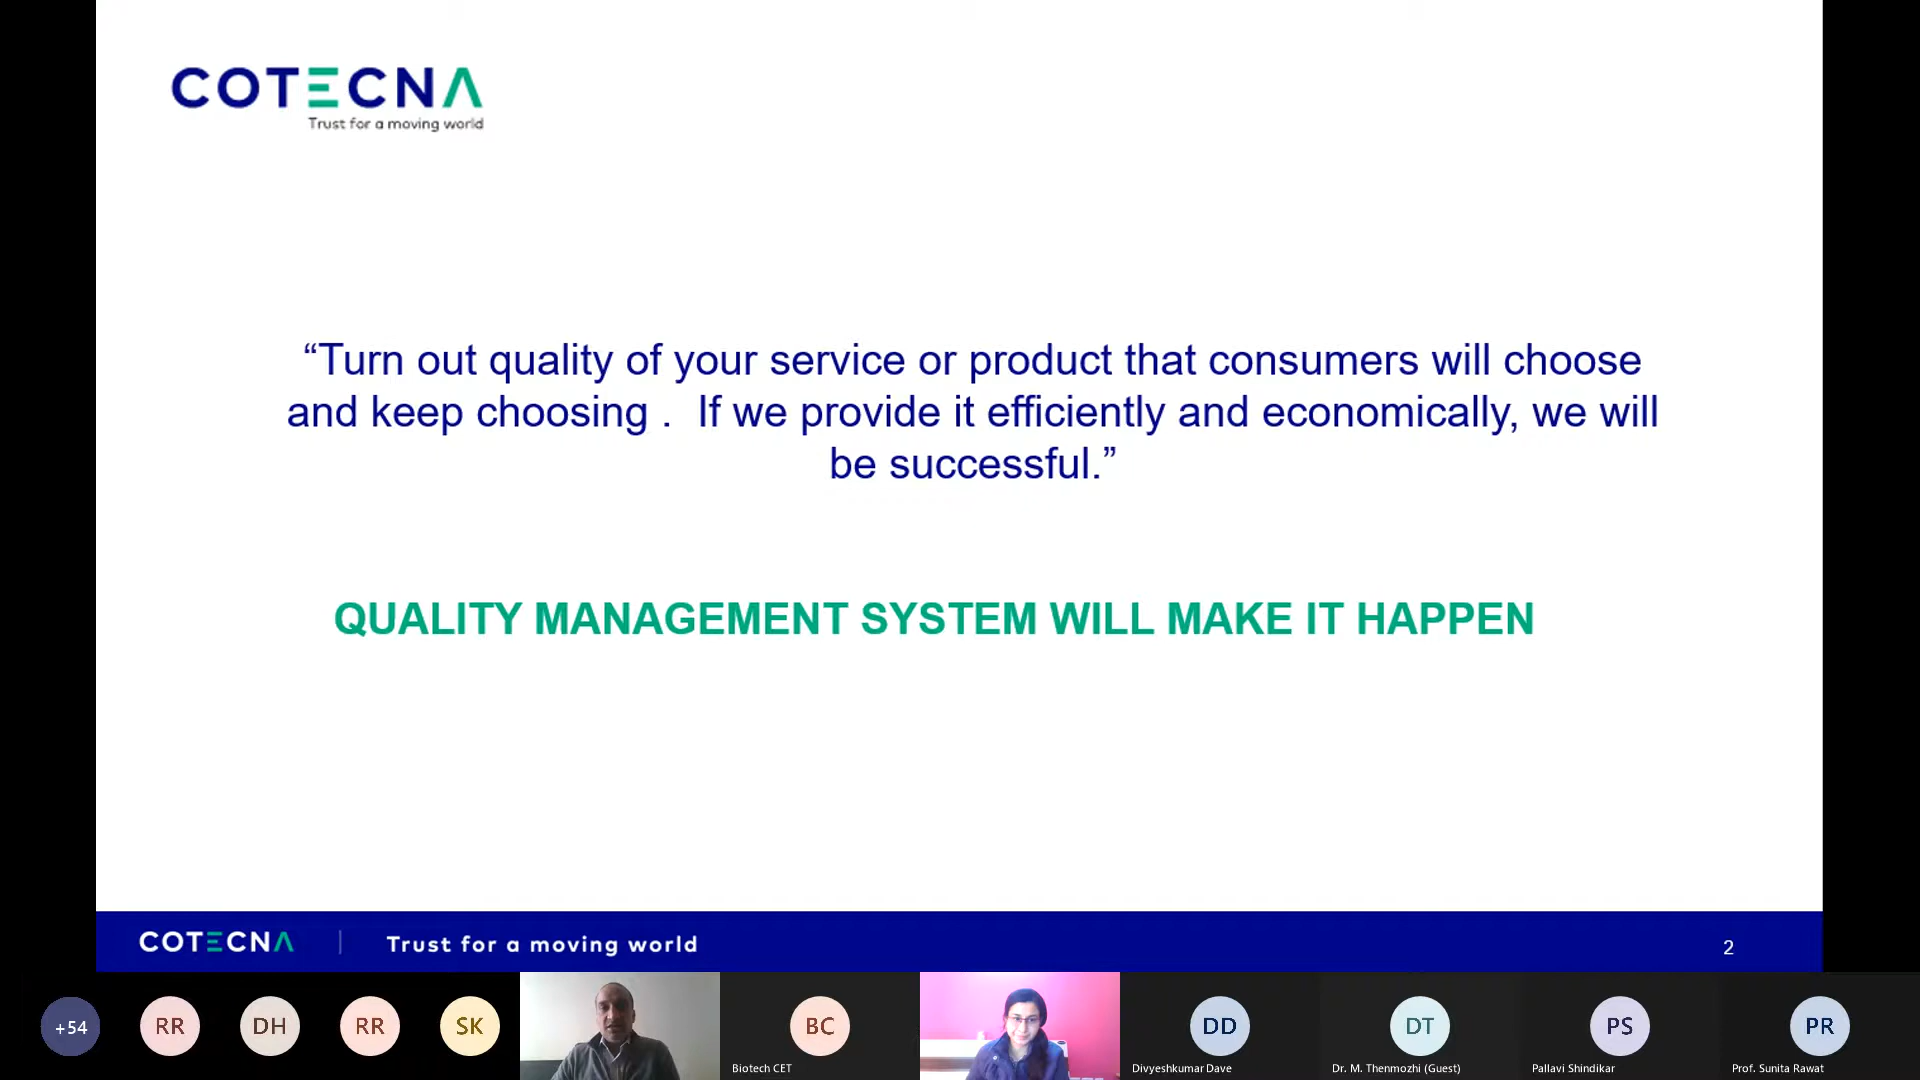 COTECNA
Trust for a moving world
“Turn out quality of your service or product that consumers will choose
and keep choosing .  If we provide it efficiently and economically, we will
be successful.”
QUALITY MANAGEMENT SYSTEM WILL MAKE IT HAPPEN
COTECNA | Trust for a moving world
2
+54
RR
DH
RR
SK
BC
DD
DT
PS
PR
Biotech CET
Divyeshkumar Dave
Dr. M. Thenmozhi (Guest)
Pallavi Shindikar
Prof. Sunita Rawat